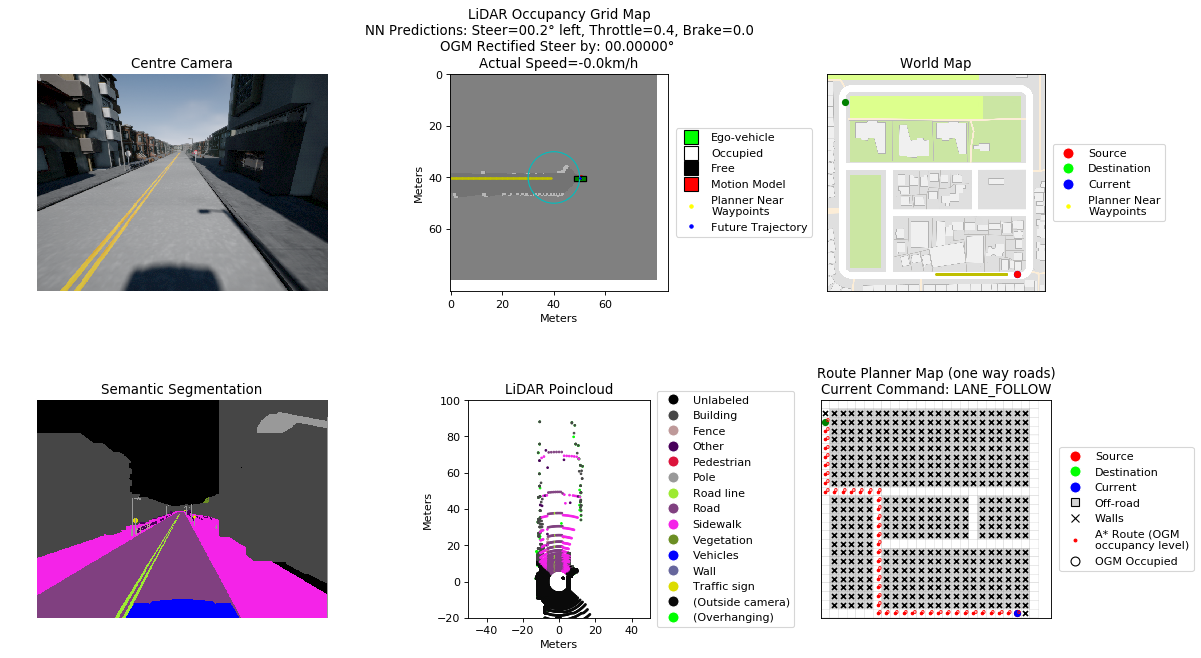 LiDAR Occupancy Grid Map
NN Predictions: Steer=00.2° left, Throttle=0.4, Brake=0.0
OGM Rectified Steer by: 00.00000°
Actual Speed=-0.0km/h
Centre Camera
World Map
0
20
40
60
Meters
0
20
40
60
Meters
Ego-vehicle
Occupied
Free
Motion Model
Planner Near
Waypoints
Future Trajectory
Source
Destination
Current
Planner Near
Waypoints
Semantic Segmentation
LiDAR Poincloud
Route Planner Map (one way roads)
Current Command: LANE_FOLLOW
100
80
60
40
20
0
−20
Meters
−40
−20
0
20
40
Meters
Unlabeled
Building
Fence
Other
Pedestrian
Pole
Road line
Road
Sidewalk
Vegetation
Vehicles
Wall
Traffic sign
(Outside camera)
(Overhanging)
Source
Destination
Current
Off-road
Walls
A* Route (OGM
occupancy level)
OGM Occupied